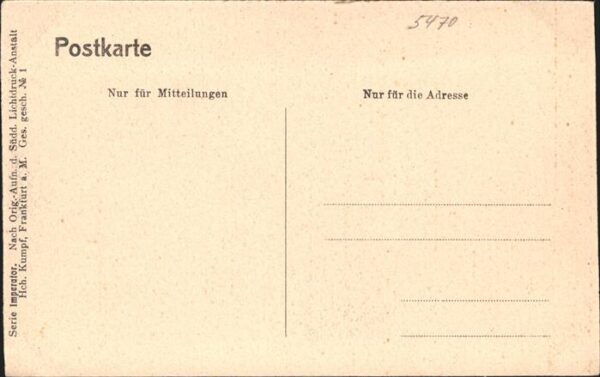 5470
Postkarte
Nur für Mitteilungen
Nur für die Adresse
Serie Imperator. Nach Orig.-Aufn. d. Südd. Lichtdruck-Anstalt
Hch. Kumpf, Frankfurt a. M. Ges. gesch. № 1